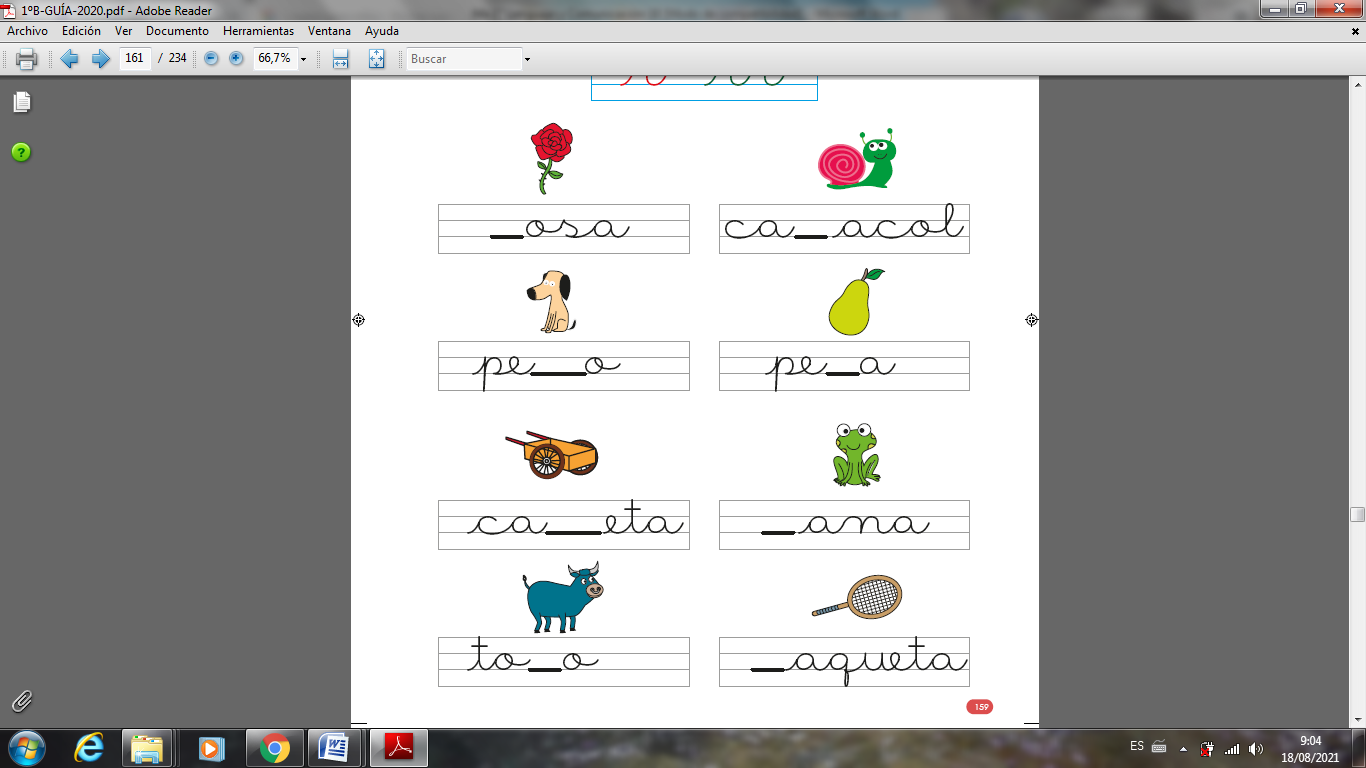 1ºB-GUÍA-2020.pdf - Adobe Reader
Archivo Edición Ver Documento Herramientas Ventana Ayuda
161 / 234 66,7% Buscar
_osa
ca_acol
pe__o
pe_a
ca__eta
_ana
to_o
_aqueta
159
ES 9:04
18/08/2021